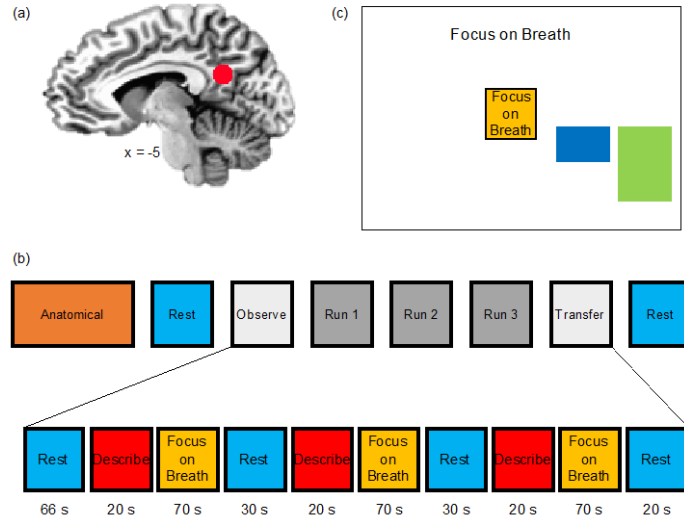 (a)
x = -5
(c)
Focus on Breath
Focus
on
Breath
(b)
Anatomical
Rest
Observe
Run 1
Run 2
Run 3
Transfer
Rest
Rest
Describe
Focus
on
Breath
Rest
Describe
Focus
on
Breath
Rest
Describe
Focus
on
Breath
Rest
66 s
20 s
70 s
30 s
20 s
70 s
30 s
20 s
70 s
20 s